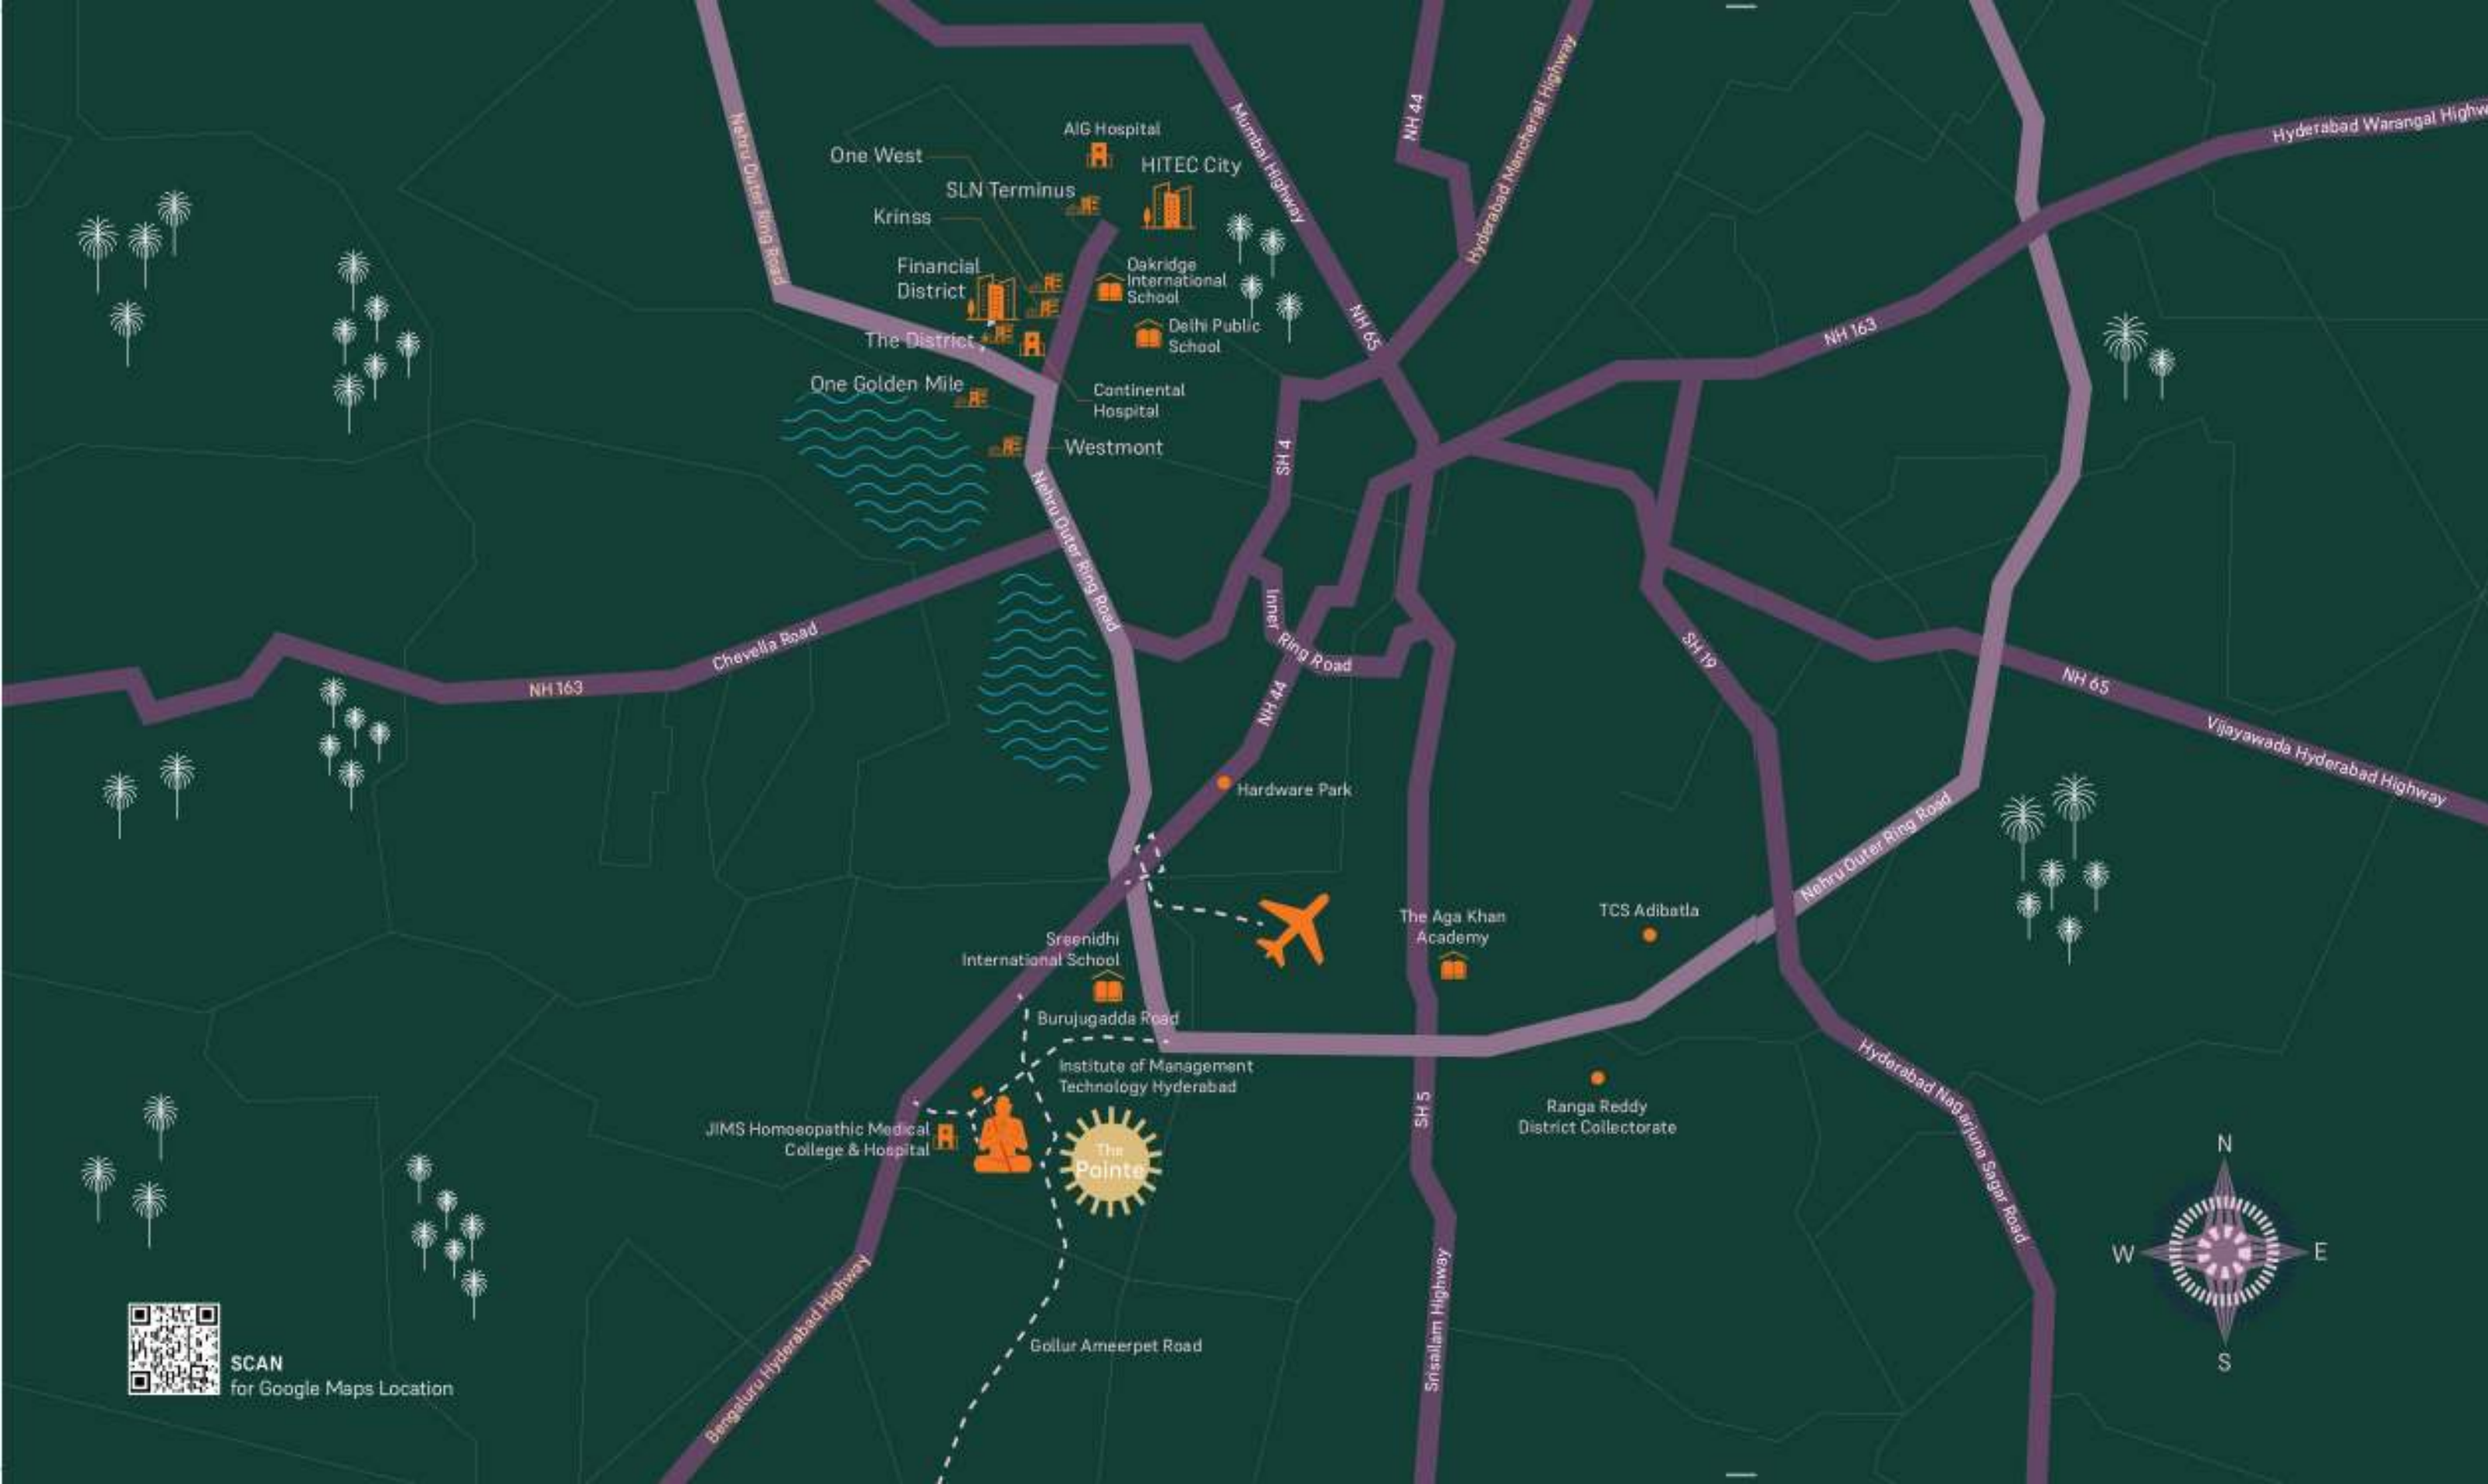 Nehru Outer Ring Road
Mumbai Highway
NH 44
Hyderabad Mancherial Highway
Hyderabad Warangal Highw
AIG Hospital
One West
HITEC City
SLN Terminus
Krinss
Financial
District
Oakridge
International
School
Delhi Public
School
The District
NH 65
NH 163
One Golden Mile
Continental
Hospital
Westmont
SH 4
Nehru Outer Ring Road
Inner Ring Road
Chevella Road
NH 163
NH 44
SH 19
NH 65
Vijayawada Hyderabad Highway
Hardware Park
Nehru Outer Ring Road
The Aga Khan
Academy
TCS Adibatla
Sreenidhi
International School
Burujugadda Road
Institute of Management
Technology Hyderabad
JIMS Homoeopathic Medical
College & Hospital
The
Pointe
SH 5
Ranga Reddy
District Collectorate
Hyderabad Nagarjuna Sagar Road
N
W
E
S
Bengaluru Hyderabad Highway
Gollur Ameerpet Road
Srisailam Highway
SCAN
for Google Maps Location